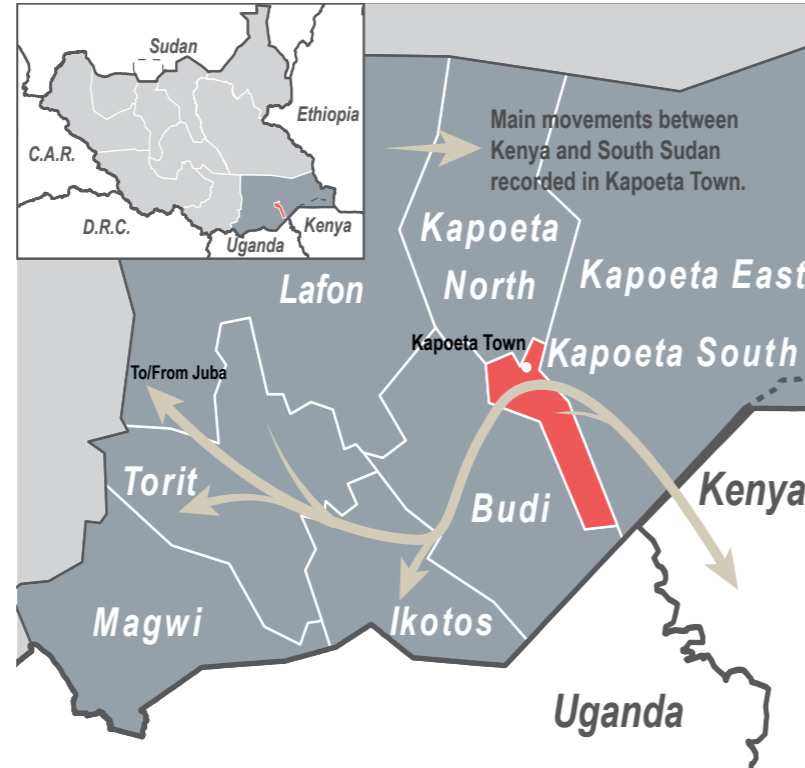 Sudan
Ethiopia
C.A.R.
D.R.C.
Kenya
Uganda
Main movements between
Kenya and South Sudan
recorded in Kapoeta Town.
Kapoeta
North
Lafon
Kapoeta East
Kapoeta Town
Kapoeta South
To/From Juba
Torit
Kenya
Budi
Magwi
Ikotos
Uganda